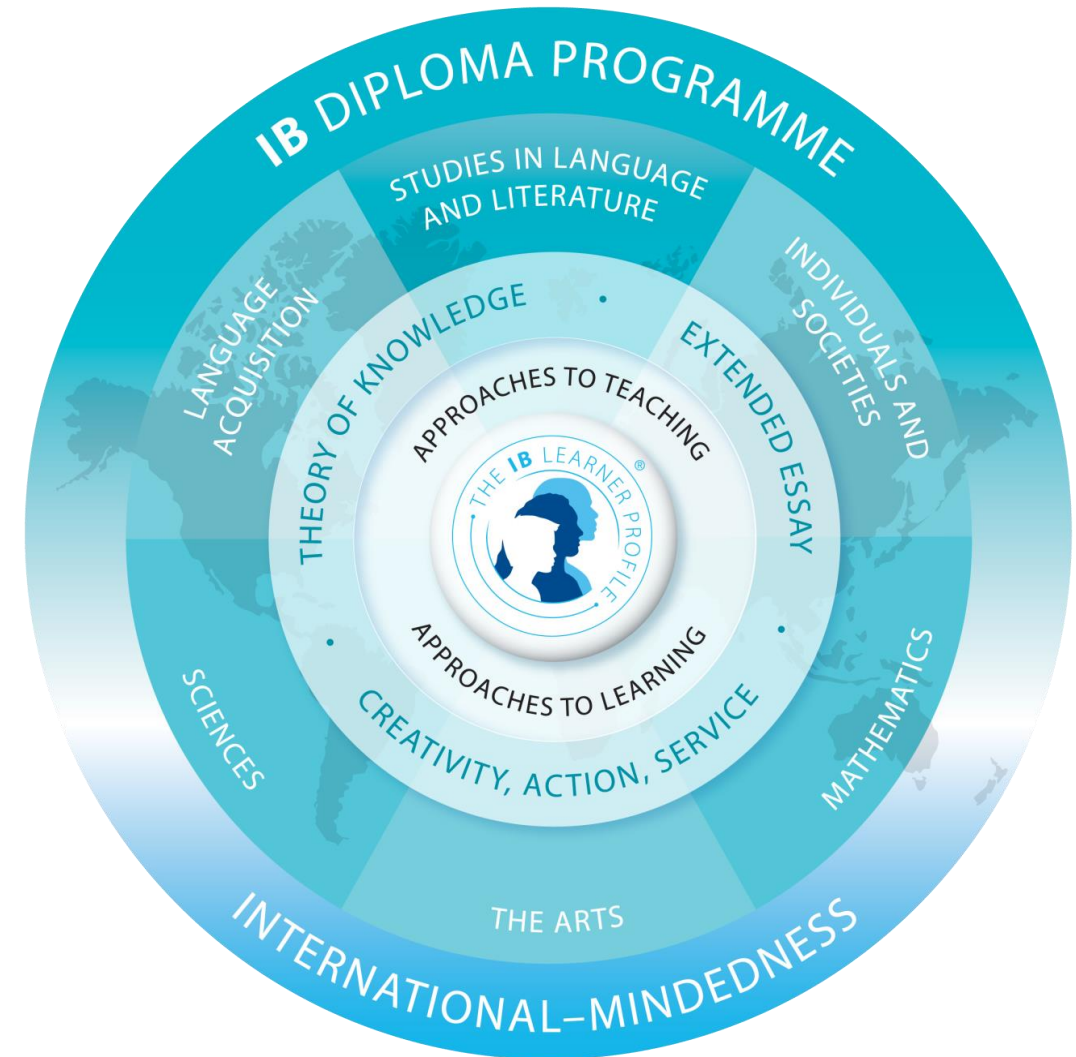 IB DIPLOMA PROGRAMME
STUDIES IN LANGUAGE
AND LITERATURE
LANGUAGE
ACQUISITION
INDIVIDUALS AND
SOCIETIES
THEORY OF KNOWLEDGE
EXTENDED ESSAY
APPROACHES TO TEACHING
THE IB LEARNER PROFILE ®
APPROACHES TO LEARNING
CREATIVITY, ACTION, SERVICE
SCIENCES
MATHEMATICS
THE ARTS
INTERNATIONAL–MINDEDNESS